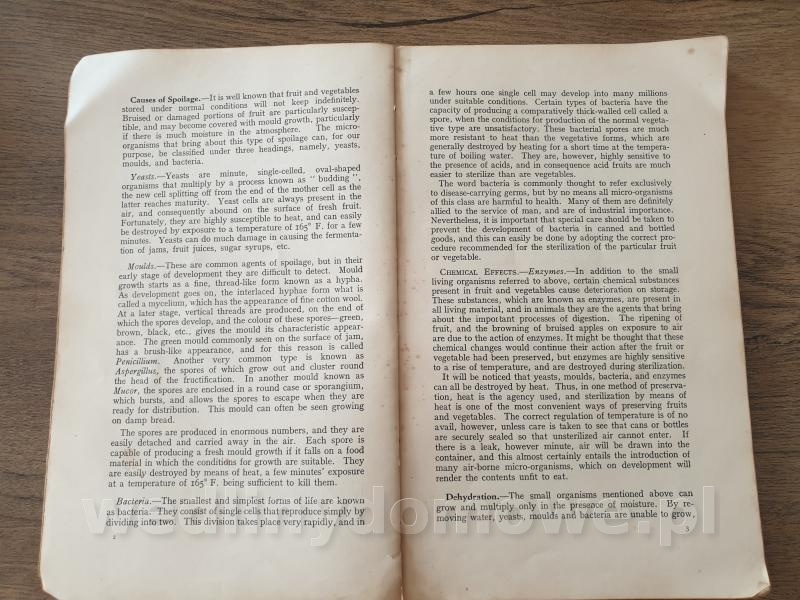 Causes of Spoilage.—It is well known that fruit and vegetables
stored under normal conditions will not keep indefinitely.
Bruised or damaged portions of fruit are particularly suscep-
tible, and may become covered with mould growth, particularly
if there is much moisture in the atmosphere. The micro-
organisms that bring about this type of spoilage can, for our
purpose, be classified under three headings, namely, yeasts,
moulds, and bacteria.
Yeasts.—Yeasts are minute, single-celled, oval-shaped
organisms that multiply by a process known as " budding ",
the new cell splitting off from the end of the mother cell as the
latter reaches maturity. Yeast cells are always present in the
air, and consequently abound on the surface of fresh fruit.
Fortunately, they are highly susceptible to heat, and can easily
be destroyed by exposure to a temperature of 165° F. for a few
minutes. Yeasts can do much damage in causing the fermenta-
tion of jams, fruit juices, sugar syrups, etc.
Moulds.—These are common agents of spoilage, but in their
early stage of development they are difficult to detect. Mould
growth starts as a fine, thread-like form known as a hypha.
As development goes on, the interlaced hyphae form what is
called a mycelium, which has the appearance of fine cotton wool.
At a later stage, vertical threads are produced, on the end of
which the spores develop, and the colour of these spores—green,
brown, black, etc., gives the mould its characteristic appear-
ance. The green mould commonly seen on the surface of jam,
has a brush-like appearance, and for this reason is called
Penicillium. Another very common type is known as
Aspergillus, the spores of which grow out and cluster round
the head of the fructification. In another mould known as
Mucor, the spores are enclosed in a round case or sporangium,
which bursts, and allows the spores to escape when they are
ready for distribution. This mould can often be seen growing
on damp bread.
The spores are produced in enormous numbers, and they are
easily detached and carried away in the air. Each spore is
capable of producing a fresh mould growth if it falls on a food
material in which the conditions for growth are suitable. They
are easily destroyed by means of heat, a few minutes' exposure
at a temperature of 165° F. being sufficient to kill them.
Bacteria.—The smallest and simplest forms of life are known
as bacteria. They consist of single cells that reproduce simply by
dividing into two. This division takes place very rapidly, and in
2
a few hours one single cell may develop into many millions
under suitable conditions. Certain types of bacteria have the
capacity of producing a comparatively thick-walled cell called a
spore, when the conditions for production of the normal vegeta-
tive type are unsatisfactory. These bacterial spores are much
more resistant to heat than the vegetative forms, which are
generally destroyed by heating for a short time at the tempera-
ture of boiling water. They are, however, highly sensitive to
the presence of acids, and in consequence acid fruits are much
easier to sterilize than are vegetables.
The word bacteria is commonly thought to refer exclusively
to disease-carrying germs, but by no means all micro-organisms
of this class are harmful to health. Many of them are definitely
allied to the service of man, and are of industrial importance.
Nevertheless, it is important that special care should be taken to
prevent the development of bacteria in canned and bottled
goods, and this can easily be done by adopting the correct pro-
cedure recommended for the sterilization of the particular fruit
or vegetable.
CHEMICAL EFFECTS.—Enzymes.—In addition to the small
living organisms referred to above, certain chemical substances
present in fruit and vegetables cause deterioration on storage.
These substances, which are known as enzymes, are present in
all living material, and in animals they are the agents that bring
about the important processes of digestion. The ripening of
fruit, and the browning of bruised apples on exposure to air
are due to the action of enzymes. It might be thought that these
chemical changes would continue their action after the fruit or
vegetable had been preserved, but enzymes are highly sensitive
to a rise of temperature, and are destroyed during sterilization.
It will be noticed that yeasts, moulds, bacteria, and enzymes
can all be destroyed by heat. Thus, in one method of preserva-
tion, heat is the agency used, and sterilization by means of
heat is one of the most convenient ways of preserving fruits
and vegetables. The correct regulation of temperature is of no
avail, however, unless care is taken to see that cans or bottles
are securely sealed so that unsterilized air cannot enter. If
there is a leak, however minute, air will be drawn into the
container, and this almost certainly entails the introduction of
many air-borne micro-organisms, which on development will
render the contents unfit to eat.
Dehydration.—The small organisms mentioned above can
grow and multiply only in the presence of moisture. By re-
moving water, yeasts, moulds and bacteria are unable to grow,
3
wedlinydomowe.pl